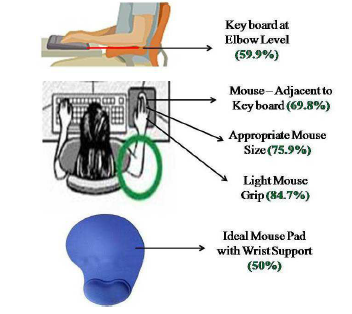 Key board at
Elbow Level
(59.9%)
Mouse – Adjacent to
Key board (69.8%)
Appropriate Mouse
Size (75.9%)
Light Mouse
Grip (84.7%)
Ideal Mouse Pad
with Wrist Support
(50%)